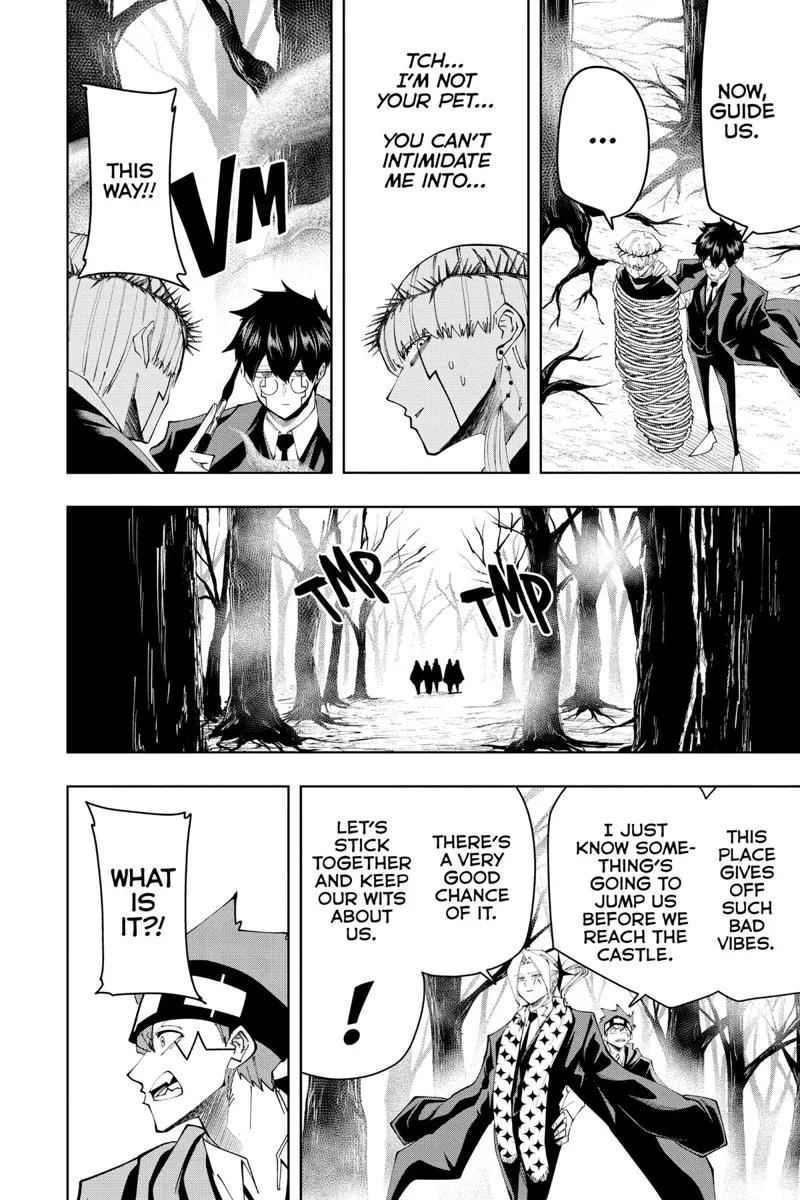 NOW,
GUIDE
US.
...
TCH...
I'M NOT
YOUR PET...
YOU CAN'T
INTIMIDATE
ME INTO...
VM
THIS
WAY!!
TMP
TMP
THIS
PLACE
GIVES
OFF
SUCH
BAD
VIBES.
I JUST
KNOW SOME-
THING'S
GOING TO
JUMP US
BEFORE WE
REACH THE
CASTLE.
THERE'S
A VERY
GOOD
CHANCE
OF IT.
LET'S
STICK
TOGETHER
AND KEEP
OUR WITS
ABOUT
US.
!
WHAT
IS
IT?!